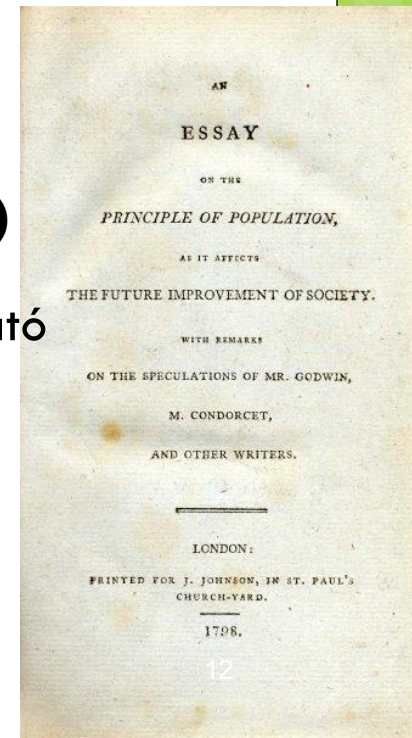 )
ató
AN
ESSAY
ON THE
PRINCIPLE OF POPULATION,
AS IT AFFECTS
THE FUTURE IMPROVEMENT OF SOCIETY.
WITH REMARKS
ON THE SPECULATIONS OF MR. GODWIN,
M. CONDORCET,
AND OTHER WRITERS.
LONDON:
PRINTED FOR J. JOHNSON, IN ST. PAUL'S
CHURCH-YARD.
1798.
12